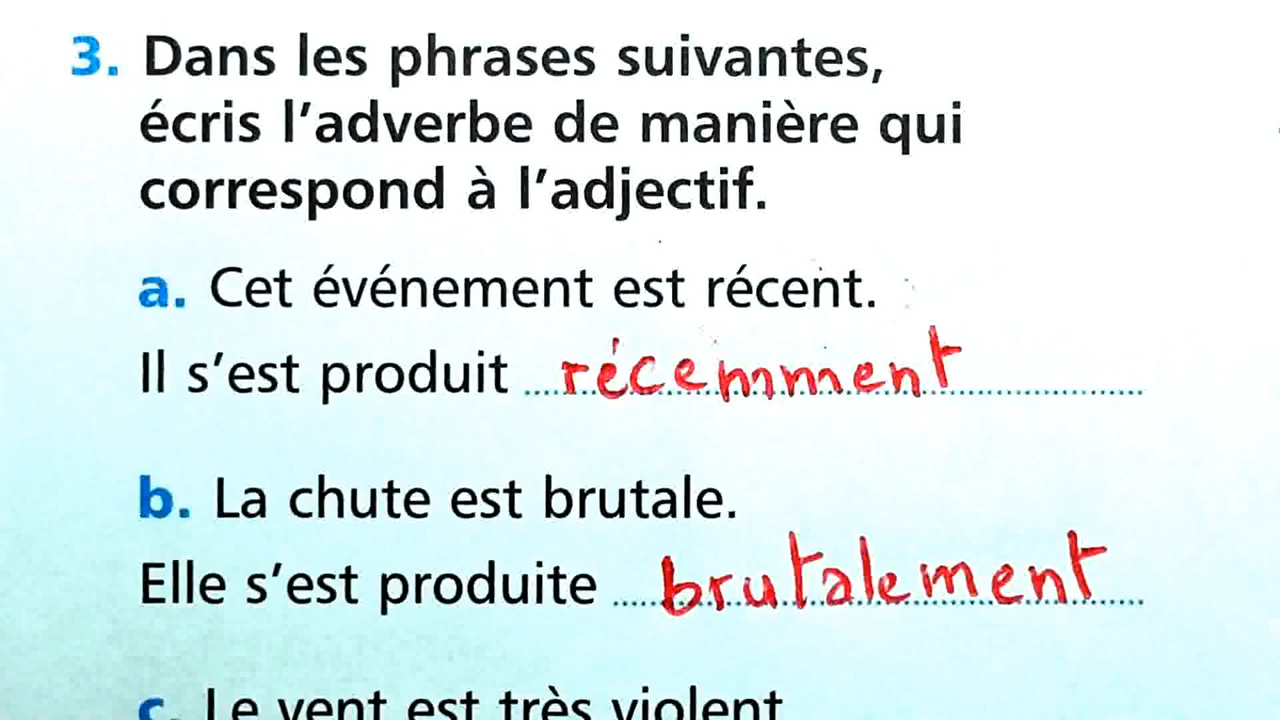 3. Dans les phrases suivantes,
écris l'adverbe de manière qui
correspond à l'adjectif.
a. Cet événement est récent.
Il s'est produit récemment
b. La chute est brutale.
Elle s'est produite brutalement
c. Le vent est très violent